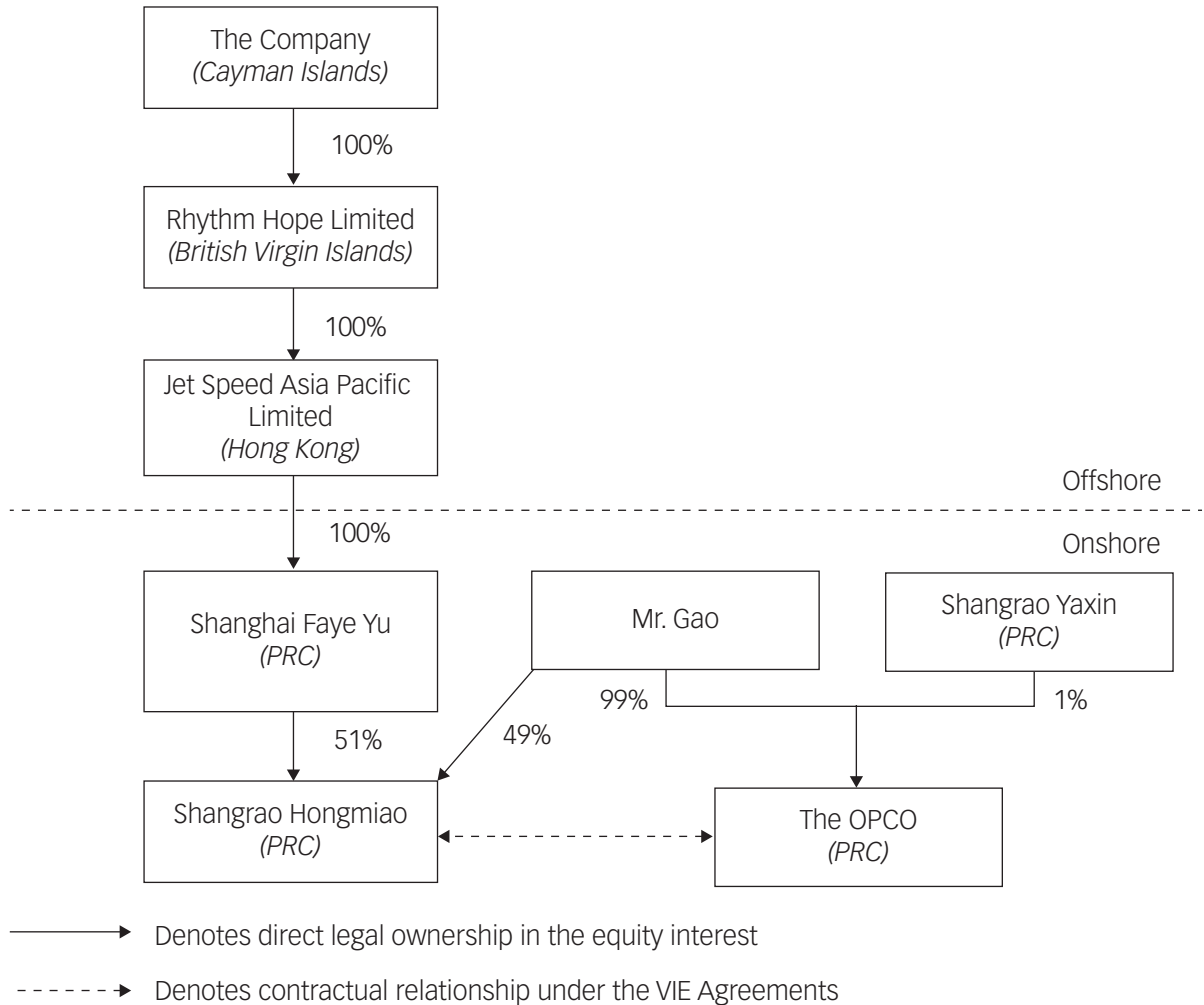 The Company
(Cayman Islands)
100%
Rhythm Hope Limited
(British Virgin Islands)
100%
Jet Speed Asia Pacific
Limited
(Hong Kong)
Offshore
100%
Onshore
Shanghai Faye Yu
(PRC)
Mr. Gao
Shangrao Yaxin
(PRC)
51%
49%
99%
1%
Shangrao Hongmiao
(PRC)
The OPCO
(PRC)
Denotes direct legal ownership in the equity interest
Denotes contractual relationship under the VIE Agreements